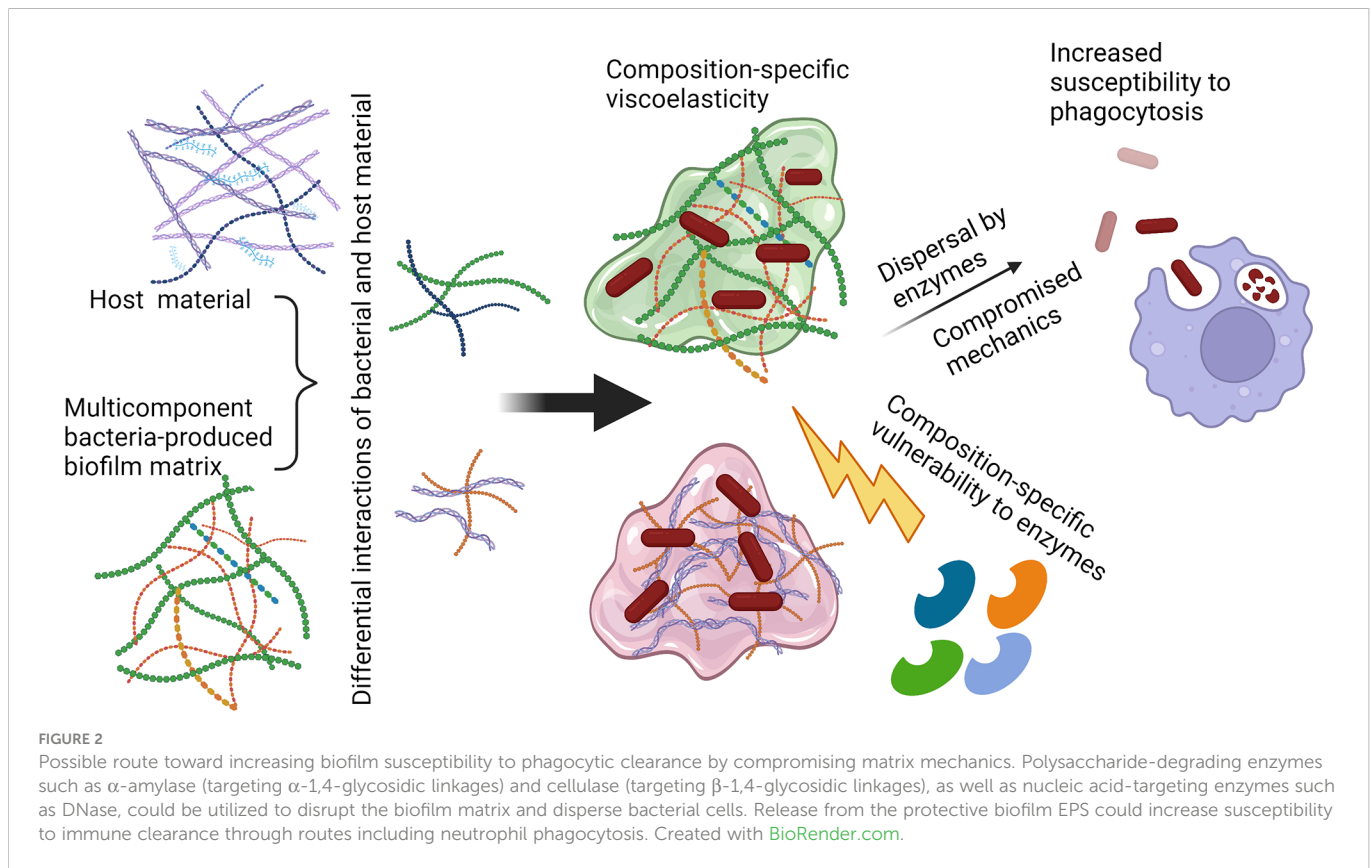 Host material
Multicomponent
bacteria-produced
biofilm matrix
Differential interactions of bacterial and host material
Composition-specific
viscoelasticity
Dispersal by
enzymes
Compromised
mechanics
Increased
susceptibility to
phagocytosis
Composition-specific
vulnerability to enzymes
FIGURE 2
Possible route toward increasing biofilm susceptibility to phagocytic clearance by compromising matrix mechanics. Polysaccharide-degrading enzymes
such as α-amylase (targeting α-1,4-glycosidic linkages) and cellulase (targeting β-1,4-glycosidic linkages), as well as nucleic acid-targeting enzymes such
as DNase, could be utilized to disrupt the biofilm matrix and disperse bacterial cells. Release from the protective biofilm EPS could increase susceptibility
to immune clearance through routes including neutrophil phagocytosis. Created with BioRender.com.